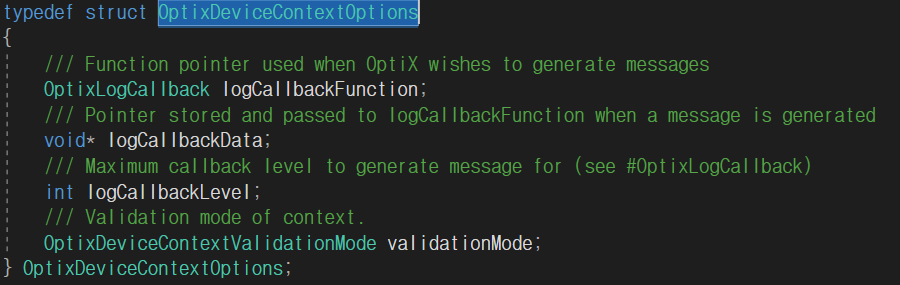 typedef struct OptixDeviceContextOptions
{
/// Function pointer used when OptiX wishes to generate messages
OptixLogCallback logCallbackFunction;
/// Pointer stored and passed to logCallbackFunction when a message is generated
void* logCallbackData;
/// Maximum callback level to generate message for (see #OptixLogCallback)
int logCallbackLevel;
/// Validation mode of context.
OptixDeviceContextValidationMode validationMode;
} OptixDeviceContextOptions;